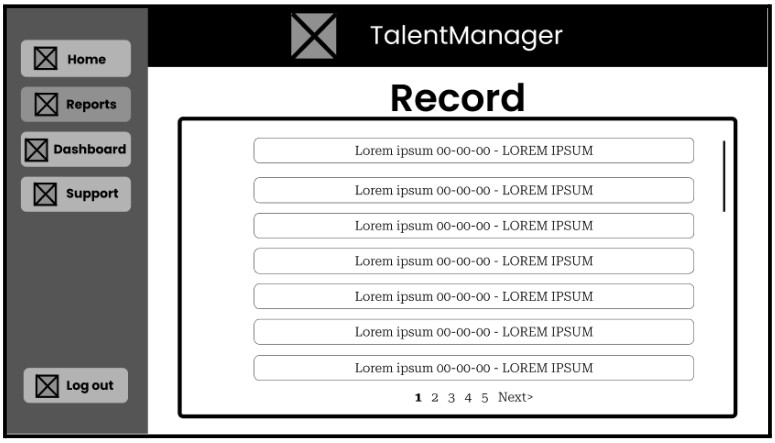 TalentManager
Home
Reports
Dashboard
Support
Log out
Record
Lorem ipsum 00-00-00 - LOREM IPSUM
Lorem ipsum 00-00-00 - LOREM IPSUM
Lorem ipsum 00-00-00 - LOREM IPSUM
Lorem ipsum 00-00-00 - LOREM IPSUM
Lorem ipsum 00-00-00 - LOREM IPSUM
Lorem ipsum 00-00-00 - LOREM IPSUM
Lorem ipsum 00-00-00 - LOREM IPSUM
1 2 3 4 5 Next>